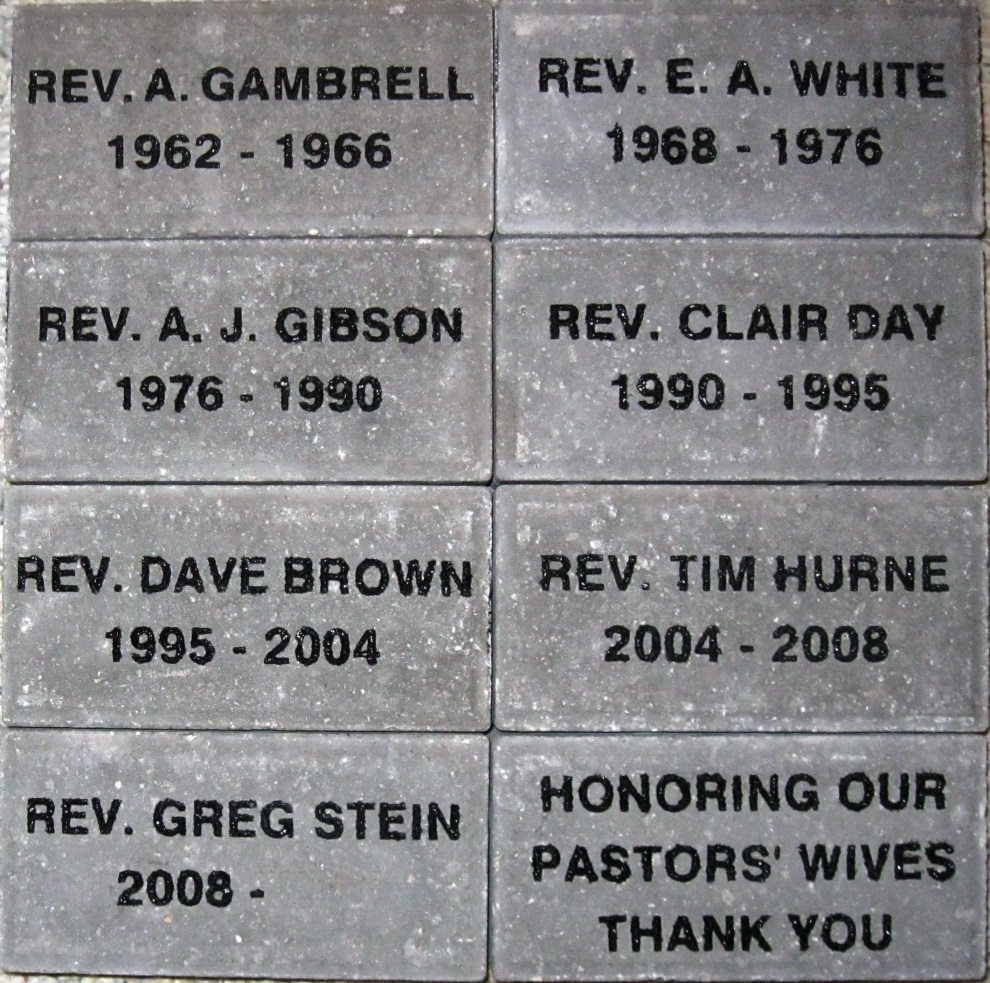 REV. A. GAMBRELL
1962 - 1966
REV. E. A. WHITE
1968 - 1976
REV. A. J. GIBSON
1976 - 1990
REV. CLAIR DAY
1990 - 1995
REV. DAVE BROWN
1995 - 2004
REV. TIM HURNE
2004 - 2008
REV. GREG STEIN
2008 -
HONORING OUR
PASTORS' WIVES
THANK YOU